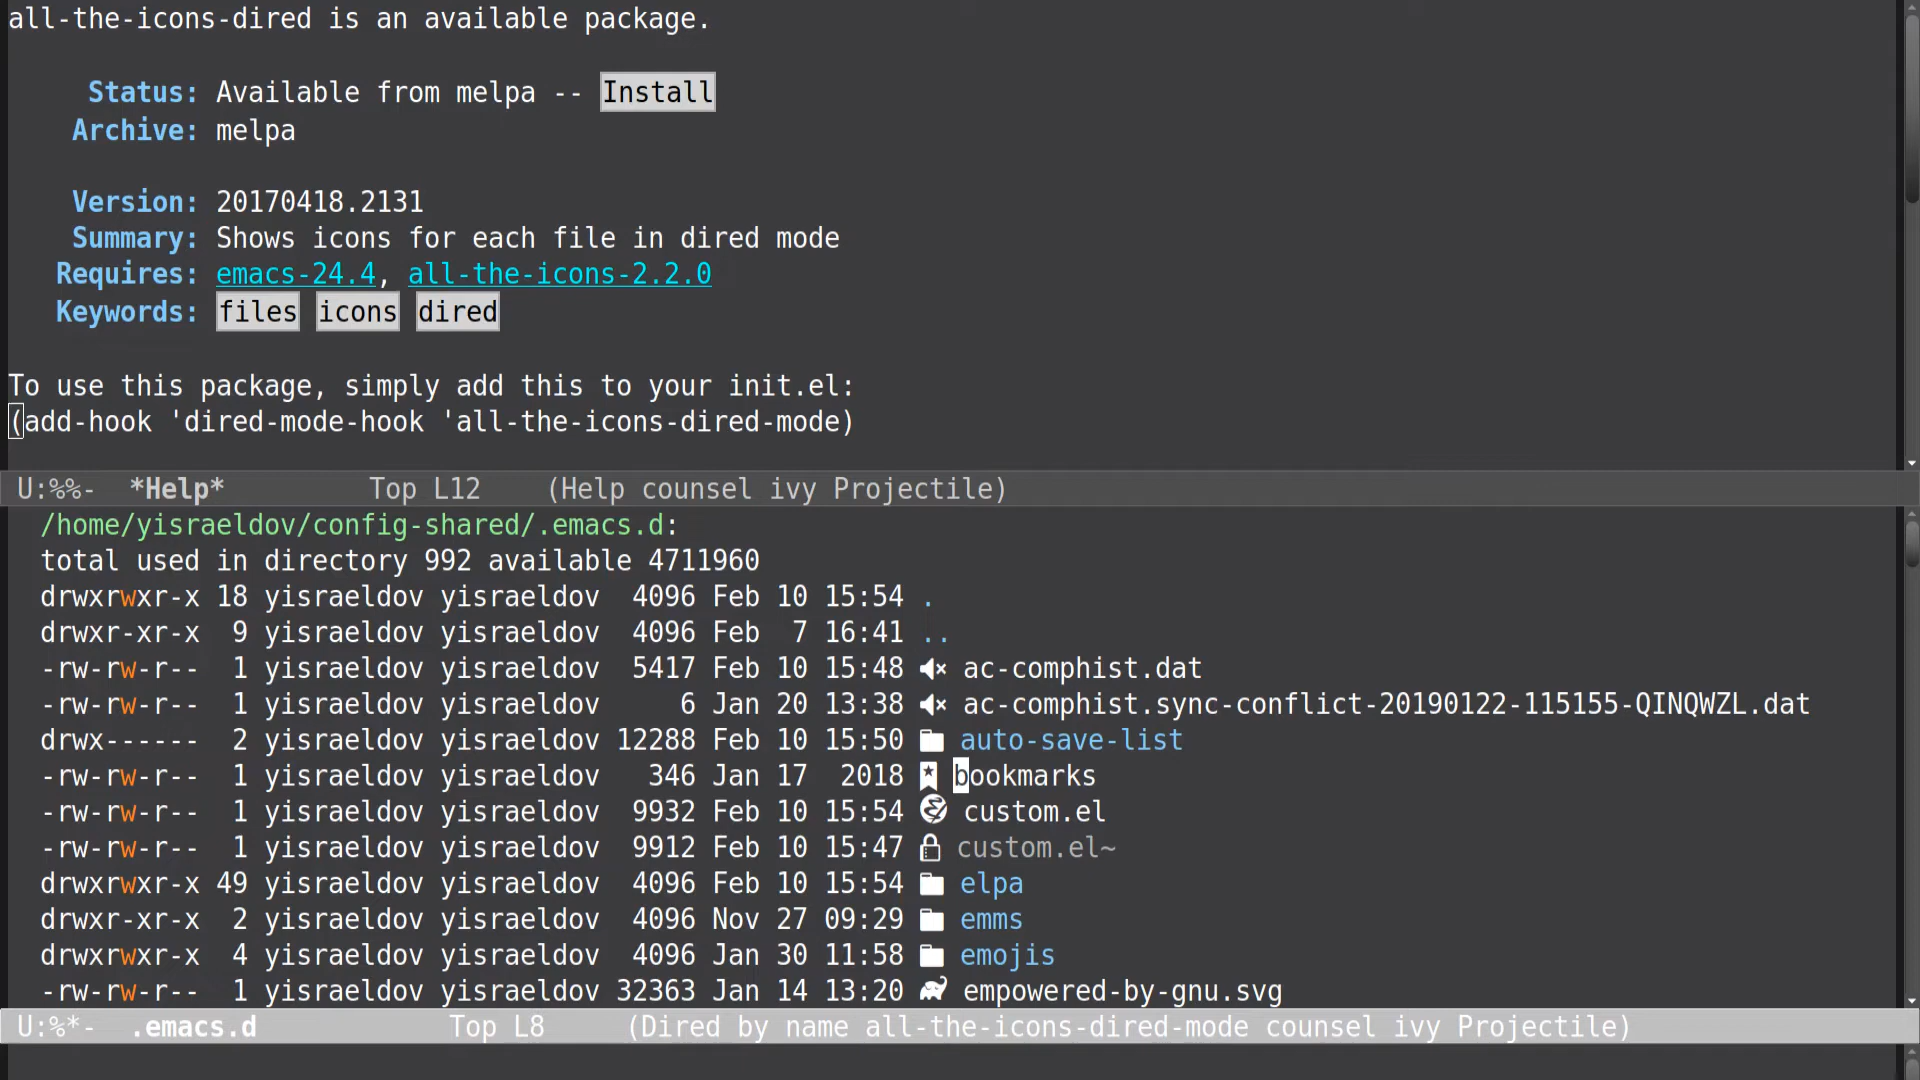 all-the-icons-dired is an available package.
Status: Available from melpa -- Install
Archive: melpa
Version: 20170418.2131
Summary: Shows icons for each file in dired mode
Requires: emacs-24.4, all-the-icons-2.2.0
Keywords: files icons dired
To use this package, simply add this to your init.el:
(add-hook 'dired-mode-hook 'all-the-icons-dired-mode)
U:%%-  *Help*         Top L12    (Help counsel ivy Projectile)
/home/yisraeldov/config-shared/.emacs.d:
total used in directory 992 available 4711960
drwxrwxr-x 18 yisraeldov yisraeldov  4096 Feb 10 15:54 .
drwxr-xr-x  9 yisraeldov yisraeldov  4096 Feb  7 16:41 ..
-rw-rw-r--  1 yisraeldov yisraeldov  5417 Feb 10 15:48 ac-comphist.dat
-rw-rw-r--  1 yisraeldov yisraeldov     6 Jan 20 13:38 ac-comphist.sync-conflict-20190122-115155-QINQWZL.dat
drwx------  2 yisraeldov yisraeldov 12288 Feb 10 15:50 auto-save-list
-rw-rw-r--  1 yisraeldov yisraeldov   346 Jan 17  2018 bookmarks
-rw-rw-r--  1 yisraeldov yisraeldov  9932 Feb 10 15:54 custom.el
-rw-rw-r--  1 yisraeldov yisraeldov  9912 Feb 10 15:47 custom.el~
drwxrwxr-x 49 yisraeldov yisraeldov  4096 Feb 10 15:54 elpa
drwxr-xr-x  2 yisraeldov yisraeldov  4096 Nov 27 09:29 emms
drwxrwxr-x  4 yisraeldov yisraeldov  4096 Jan 30 11:58 emojis
-rw-rw-r--  1 yisraeldov yisraeldov 32363 Jan 14 13:20 empowered-by-gnu.svg
U:%*-  .emacs.d            Top L8     (Dired by name all-the-icons-dired-mode counsel ivy Projectile)